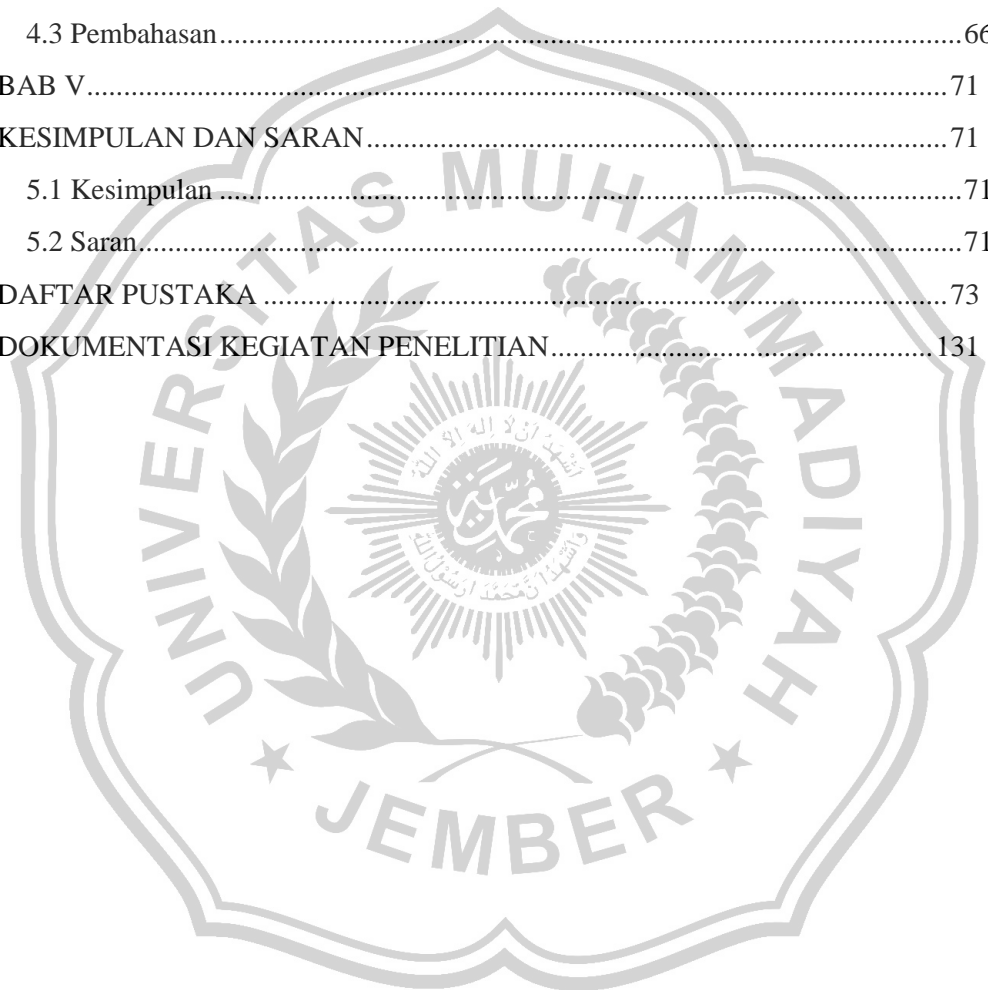 4.3 Pembahasan........................................................................................................66
BAB V........................................................................................................................71
KESIMPULAN DAN SARAN.................................................................................71
5.1 Kesimpulan ........................................................................................................71
5.2 Saran...................................................................................................................71
DAFTAR PUSTAKA ................................................................................................73
DOKUMENTASI KEGIATAN PENELITIAN......................................................131
UNIVERSITAS MUHAMMADIYAH
JEMBER